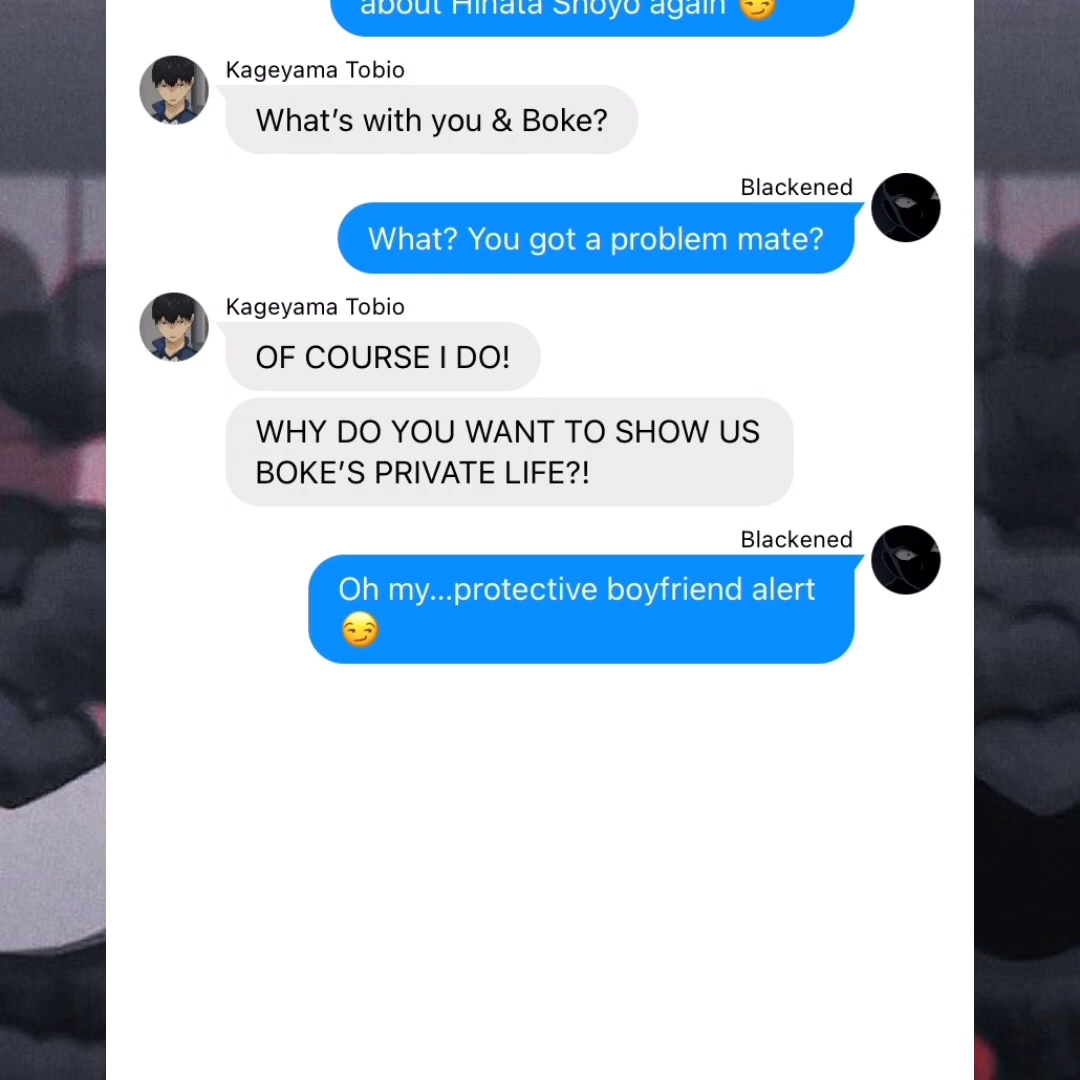 about Hinata Shoyo again 😏
Kageyama Tobio
What's with you & Boke?
Blackened
What? You got a problem mate?
Kageyama Tobio
OF COURSE I DO!
WHY DO YOU WANT TO SHOW US
BOKE'S PRIVATE LIFE?!
Blackened
Oh my...protective boyfriend alert
😏